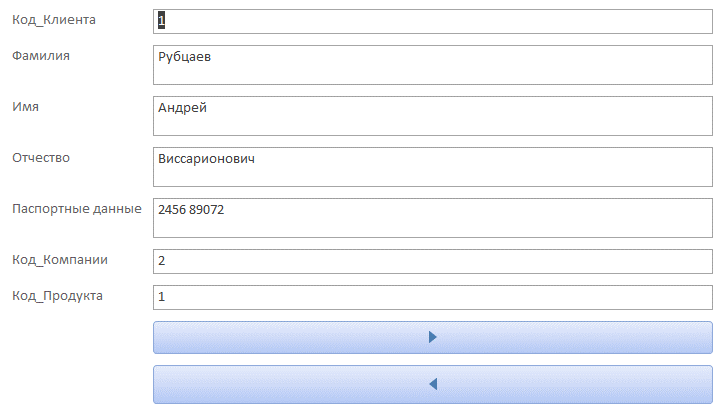 Код_Клиента 1
Фамилия Рубцаев
Имя Андрей
Отчество Виссарионович
Паспортные данные 2456 89072
Код_Компании 2
Код_Продукта 1